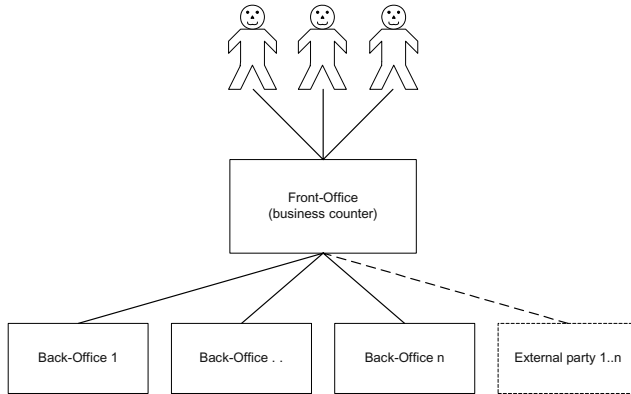 Front-Office
(business counter)
Back-Office 1
Back-Office . .
Back-Office n
External party 1..n